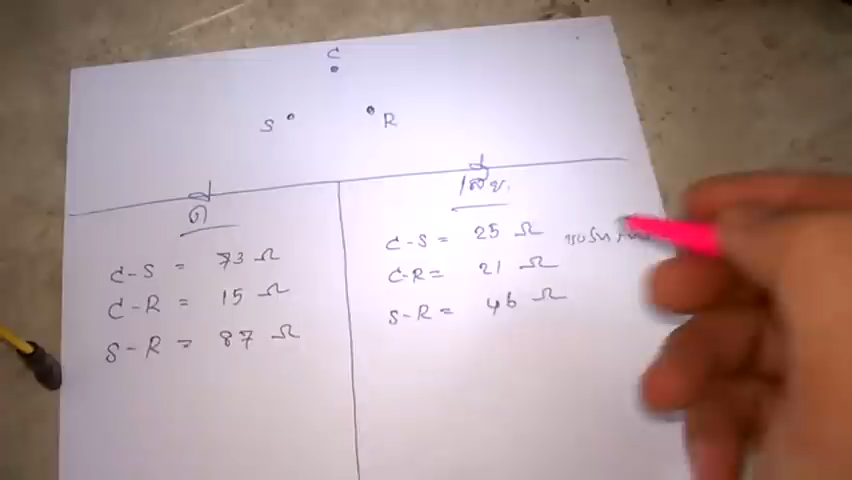 C
S R
ดี
เสีย.
C-S = 73 Ω
C-R = 15 Ω
S-R = 87 Ω
C-S = 25 Ω
C-R = 21 Ω
S-R = 46 Ω